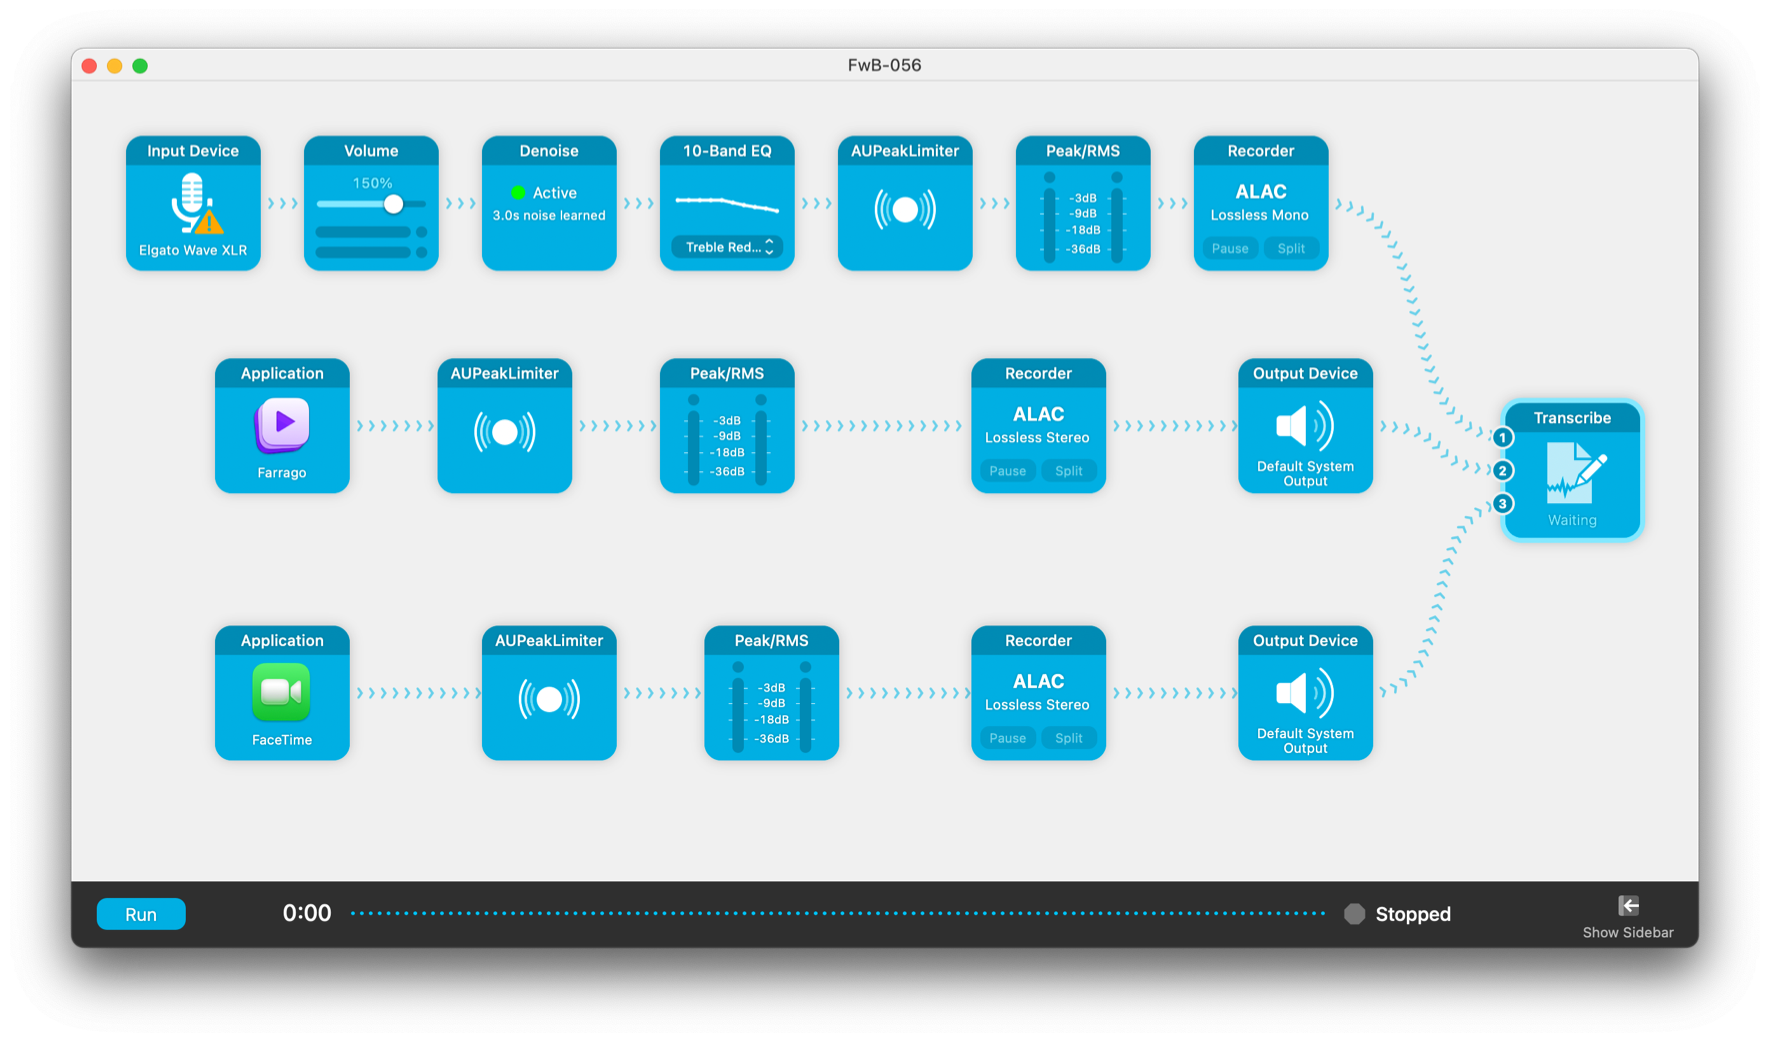 FwB-056
Input Device
Elgato Wave XLR
Volume
150%
Denoise
Active
3.0s noise learned
10-Band EQ
Treble Red...
AUPeakLimiter
Peak/RMS
-3dB
-9dB
-18dB
-36dB
Recorder
ALAC
Lossless Mono
Pause Split
Application
Farrago
AUPeakLimiter
Peak/RMS
-3dB
-9dB
-18dB
-36dB
Recorder
ALAC
Lossless Stereo
Pause Split
Output Device
Default System
Output
Transcribe
1
2
3
Waiting
Application
FaceTime
AUPeakLimiter
Peak/RMS
-3dB
-9dB
-18dB
-36dB
Recorder
ALAC
Lossless Stereo
Pause Split
Output Device
Default System
Output
Run
0:00
Stopped
Show Sidebar